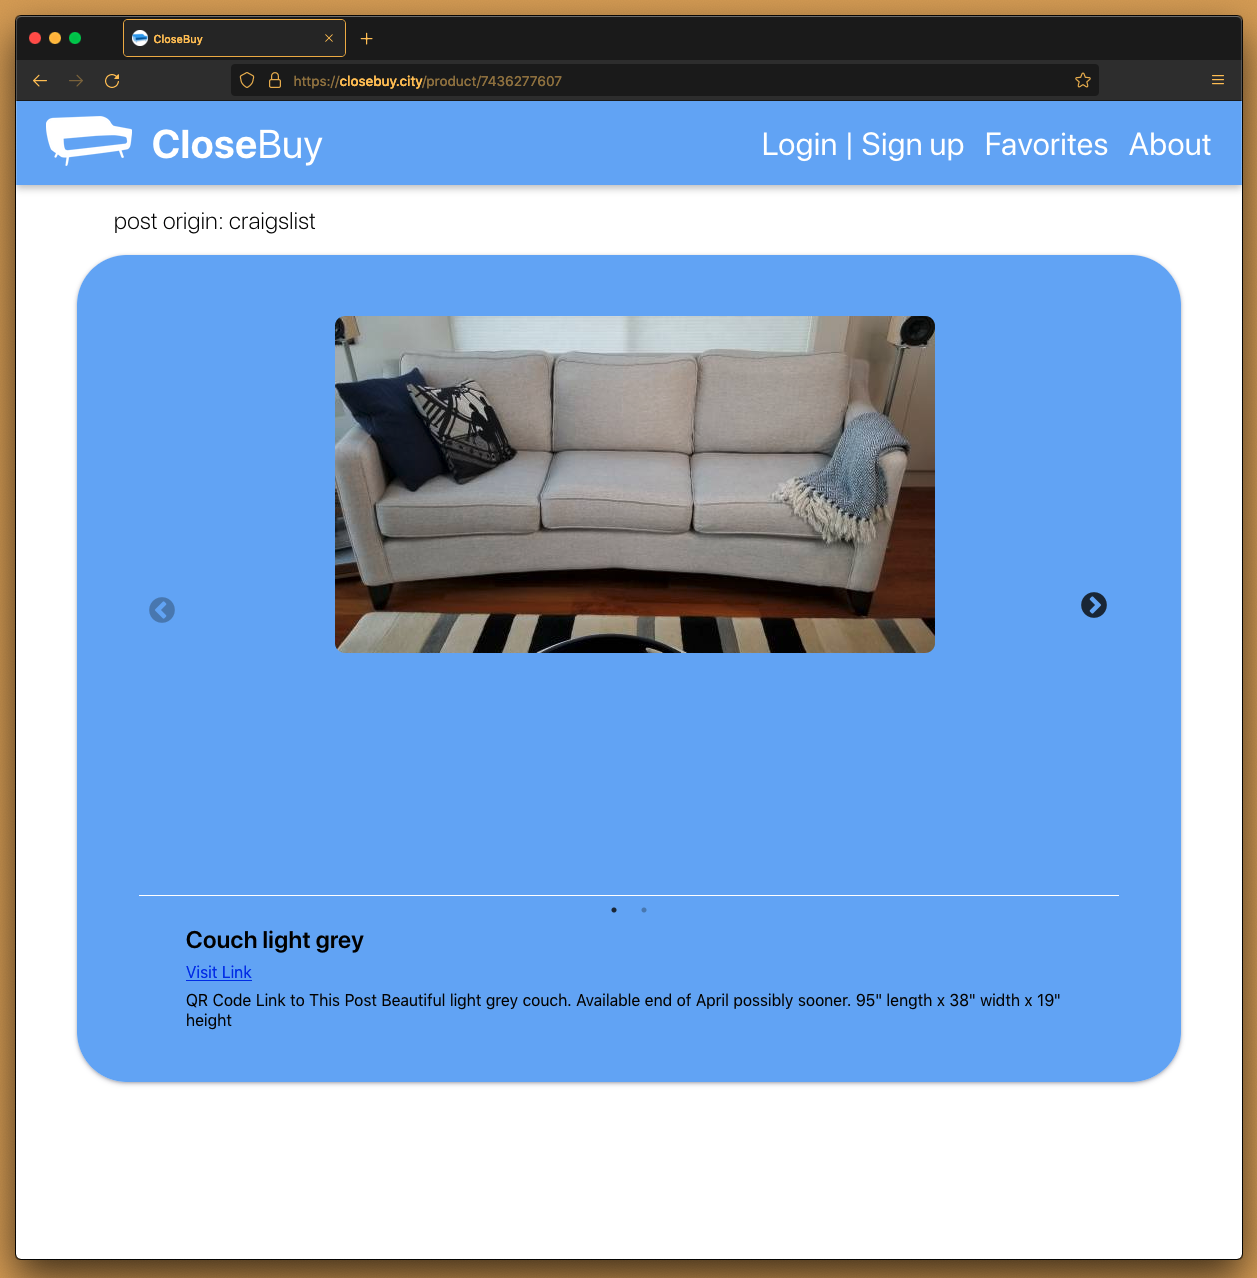 CloseBuy
https://closebuy.city/product/7436277607
CloseBuy
Login | Sign up Favorites About
post origin: craigslist
Couch light grey
Visit Link
QR Code Link to This Post Beautiful light grey couch. Available end of April possibly sooner. 95" length x 38" width x 19"
height